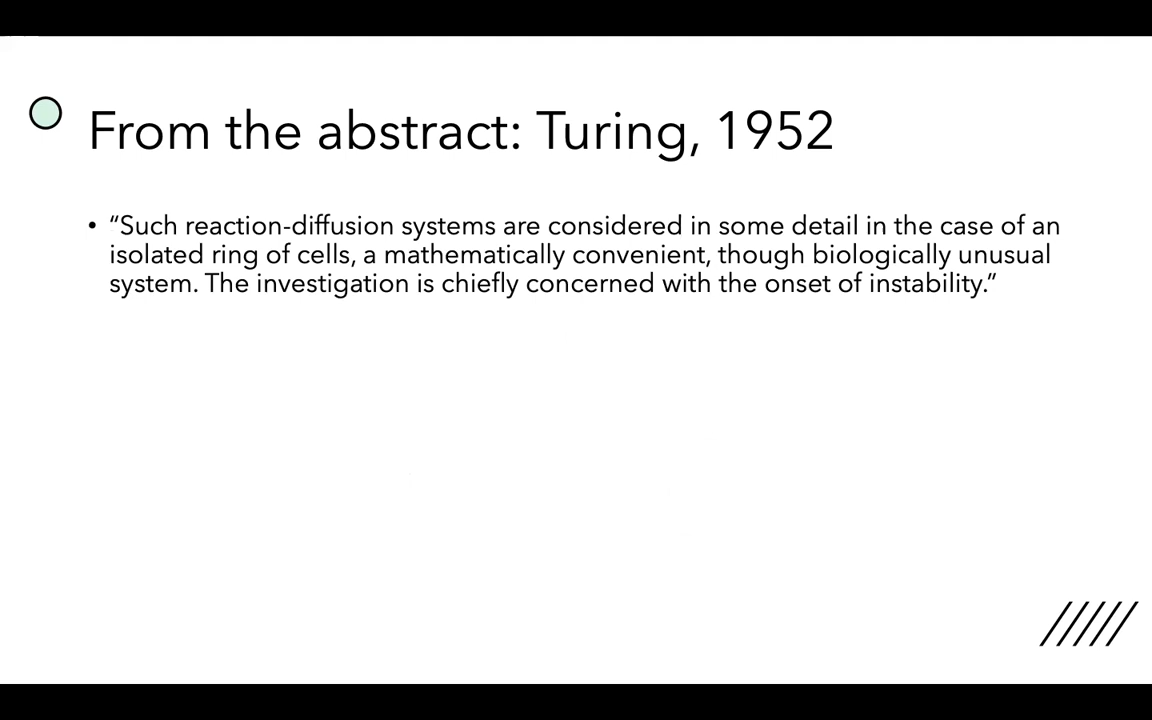 From the abstract: Turing, 1952
• “Such reaction-diffusion systems are considered in some detail in the case of an
isolated ring of cells, a mathematically convenient, though biologically unusual
system. The investigation is chiefly concerned with the onset of instability.”